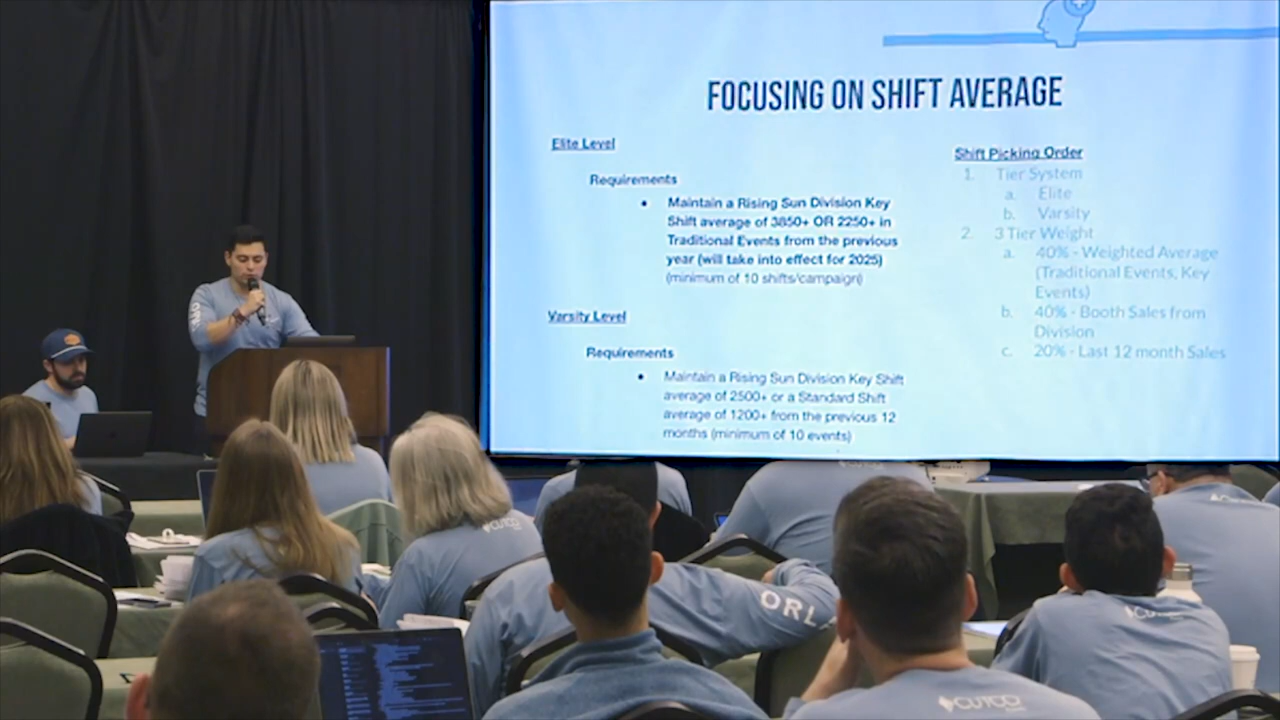 FOCUSING ON SHIFT AVERAGE
Elite Level
Requirements
• Maintain a Rising Sun Division Key
Shift average of 3850+ OR 2250+ in
Traditional Events from the previous
year (will take into effect for 2025)
(minimum of 10 shifts/campaign)
Varsity Level
Requirements
• Maintain a Rising Sun Division Key Shift
average of 2500+ or a Standard Shift
average of 1200+ from the previous 12
months (minimum of 10 events)
Shift Picking Order
1. Tier System
a. Elite
b. Varsity
2. 3 Tier Weight
a. 40% - Weighted Average
(Traditional Events, Key
Events)
b. 40% - Booth Sales from
Division
c. 20% - Last 12 month Sales
CUTCO
ORL
CUTCO